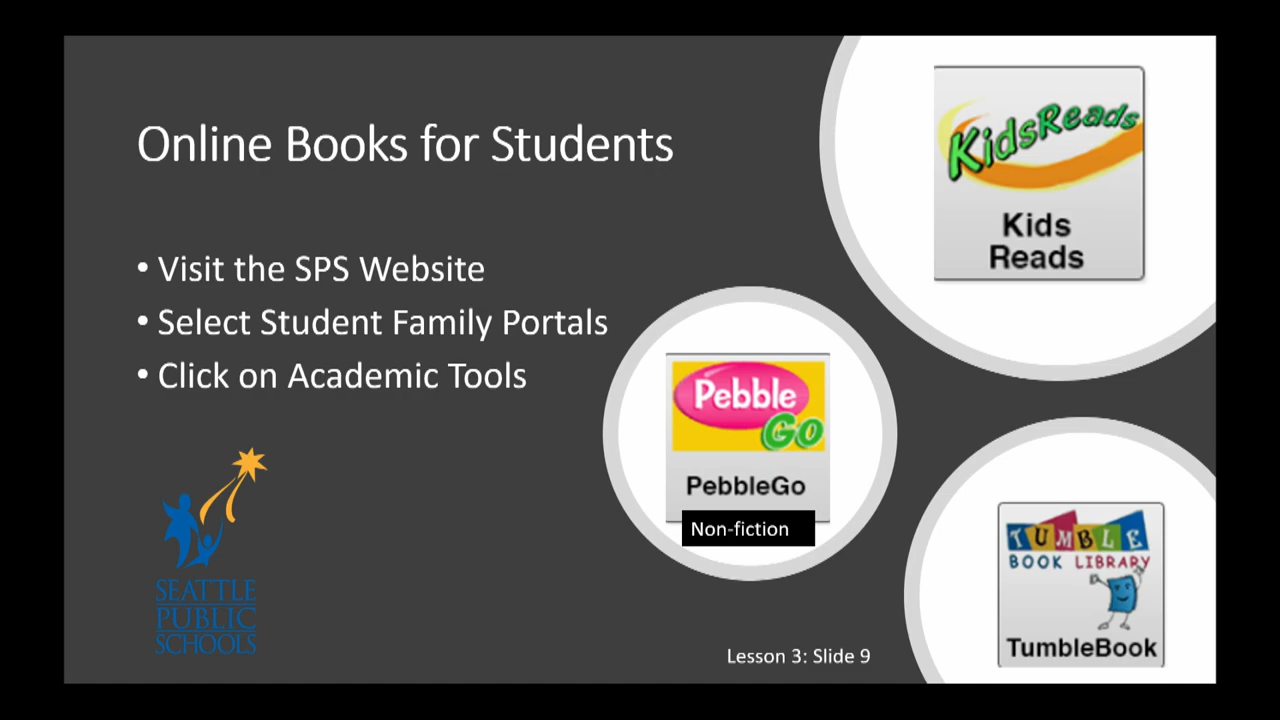 Online Books for Students
• Visit the SPS Website
• Select Student Family Portals
• Click on Academic Tools
SEATTLE
PUBLIC
SCHOOLS
KidsReads
Kids
Reads
Pebble
GO
PebbleGo
Non-fiction
TUMBLE
BOOK LIBRARY
TumbleBook
Lesson 3: Slide 9